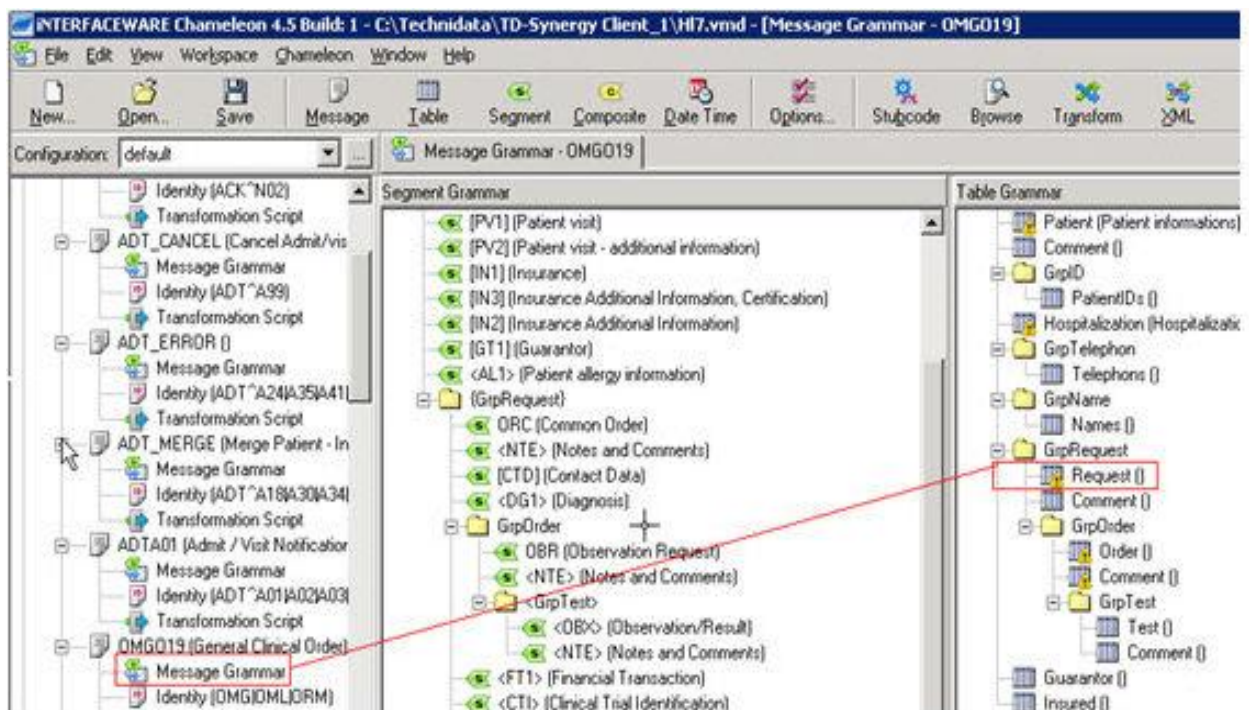 iNTERFACEWARE Chameleon 4.5 Build: 1 - C:\Technidata\TD-Synergy Client_1\Hl7.vmd - [Message Grammar - OMGO19]
File Edit View Workspace Chameleon Window Help
New... Open... Save Message Table Segment Composite Date Time Options... Stubcode Browse Transform XML
Configuration: default ... Message Grammar - OMGO19
Identity (ACK^N02)
Transformation Script
ADT_CANCEL (Cancel Admit/vis
Message Grammar
Identity (ADT^A99)
Transformation Script
ADT_ERROR ()
Message Grammar
Identity (ADT^A24|A35|A41|
Transformation Script
ADT_MERGE (Merge Patient - In
Message Grammar
Identity (ADT^A18|A30|A34|
Transformation Script
ADTA01 (Admit / Visit Notification
Message Grammar
Identity (ADT^A01|A02|A03|
Transformation Script
OMGO19 (General Clinical Order)
Message Grammar
Identity (OMG|OML|ORM)
Segment Grammar
[PV1] (Patient visit)
[PV2] (Patient visit - additional information)
[IN1] (Insurance)
[IN3] (Insurance Additional Information, Certification)
[IN2] (Insurance Additional Information)
[GT1] (Guarantor)
<AL1> (Patient allergy information)
{GrpRequest}
ORC (Common Order)
<NTE> (Notes and Comments)
[CTD] (Contact Data)
<DG1> (Diagnosis)
GrpOrder
OBR (Observation Request)
<NTE> (Notes and Comments)
<GrpTest>
<OBX> (Observation/Result)
<NTE> (Notes and Comments)
<FT1> (Financial Transaction)
<CTI> (Clinical Trial Identification)
Table Grammar
Patient (Patient informations)
Comment ()
GrpID
PatientIDs ()
Hospitalization (Hospitalizatic
GrpTelephon
Telephons ()
GrpName
Names ()
GrpRequest
Request ()
Comment ()
GrpOrder
Order ()
Comment ()
GrpTest
Test ()
Comment ()
Guarantor ()
Insured ()